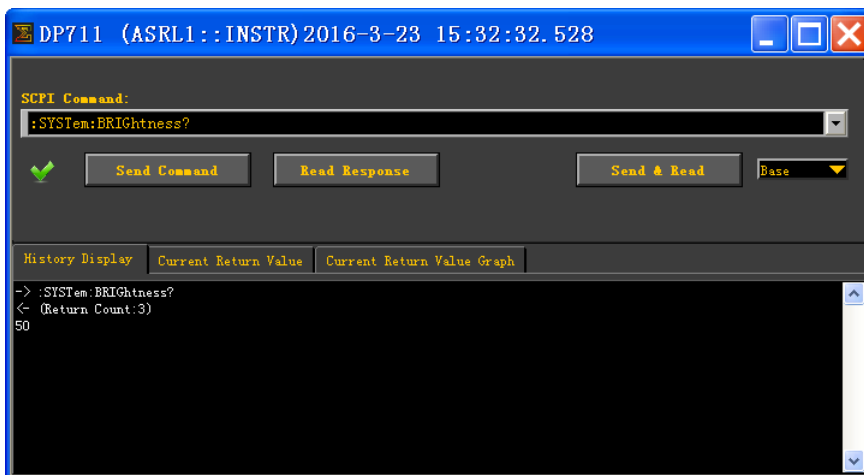 DP711 (ASRL1::INSTR)2016-3-23 15:32:32.528
SCPI Command:
:SYSTem:BRIGhtness?
Send Command Read Response Send & Read Base
History Display Current Return Value Current Return Value Graph
-> :SYSTem:BRIGhtness?
<- (Return Count:3)
50